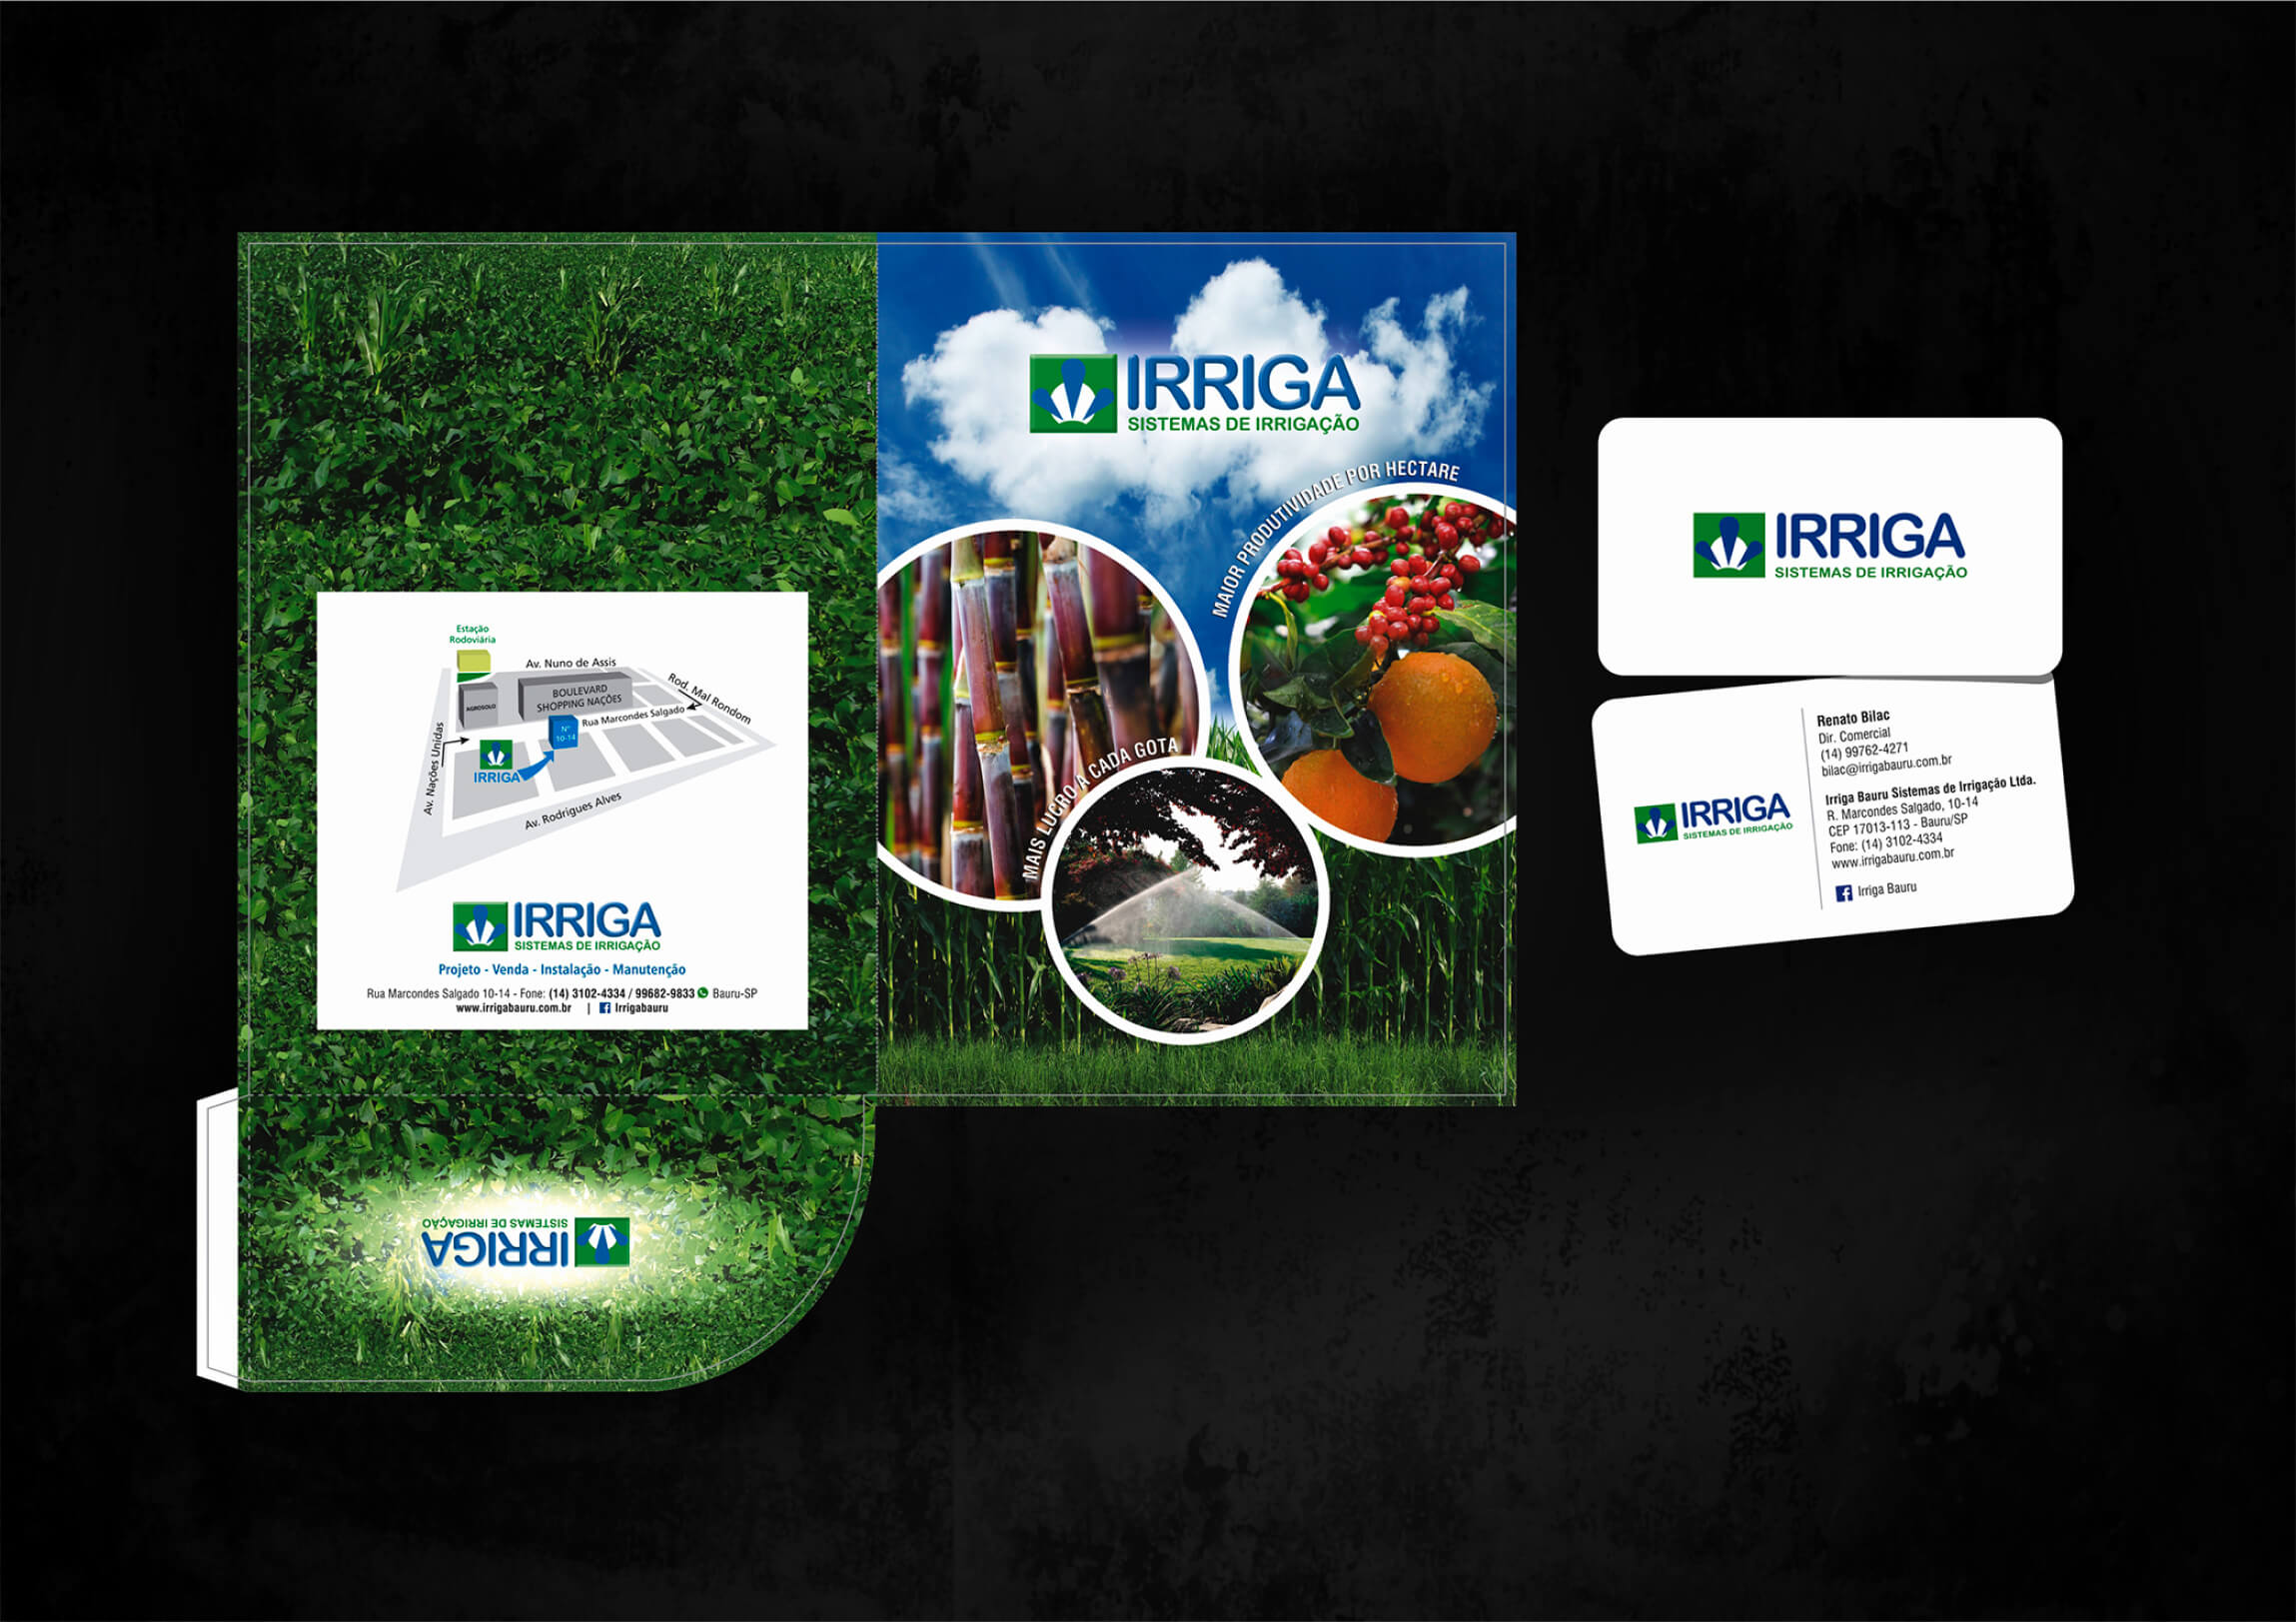 Estação
Rodoviária
Av. Nuno de Assis
Rod. Mal Rondom
BOULEVARD
SHOPPING NAÇÕES
AGROSOLO
Rua Marcondes Salgado
Nº
10-14
Av. Nações Unidas
IRRIGA
Av. Rodrigues Alves
IRRIGA
SISTEMAS DE IRRIGAÇÃO
Projeto - Venda - Instalação - Manutenção
Rua Marcondes Salgado 10-14 - Fone: (14) 3102-4334 / 99682-9833 Bauru-SP
www.irrigabauru.com.br | Irrigabauru
IRRIGA
SISTEMAS DE IRRIGAÇÃO
IRRIGA
SISTEMAS DE IRRIGAÇÃO
MAIOR PRODUTIVIDADE POR HECTARE
MAIS LUCRO A CADA GOTA
IRRIGA
SISTEMAS DE IRRIGAÇÃO
IRRIGA
SISTEMAS DE IRRIGAÇÃO
Renato Bilac
Dir. Comercial
(14) 99762-4271
bilac@irrigabauru.com.br
Irriga Bauru Sistemas de Irrigação Ltda.
R. Marcondes Salgado, 10-14
CEP 17013-113 - Bauru/SP
Fone: (14) 3102-4334
www.irrigabauru.com.br
Irriga Bauru